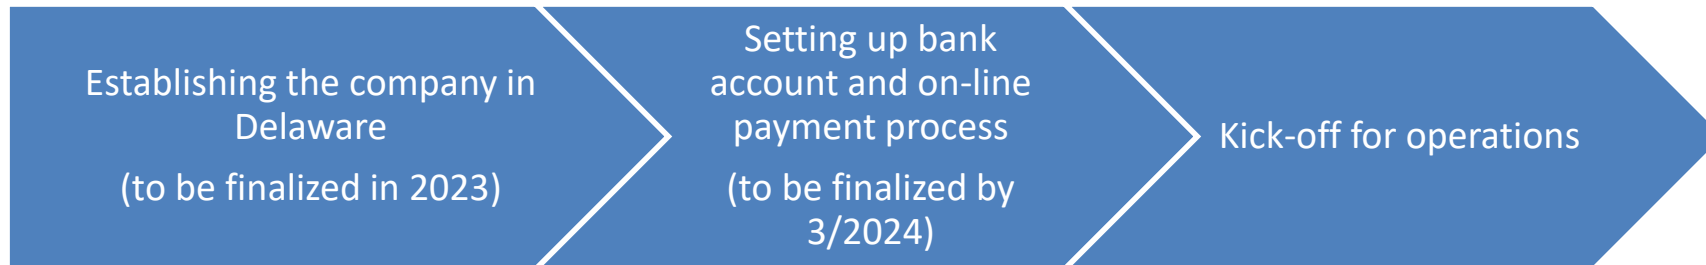 Establishing the company in
Delaware
(to be finalized in 2023)
Setting up bank
account and on-line
payment process
(to be finalized by
3/2024)
Kick-off for operations